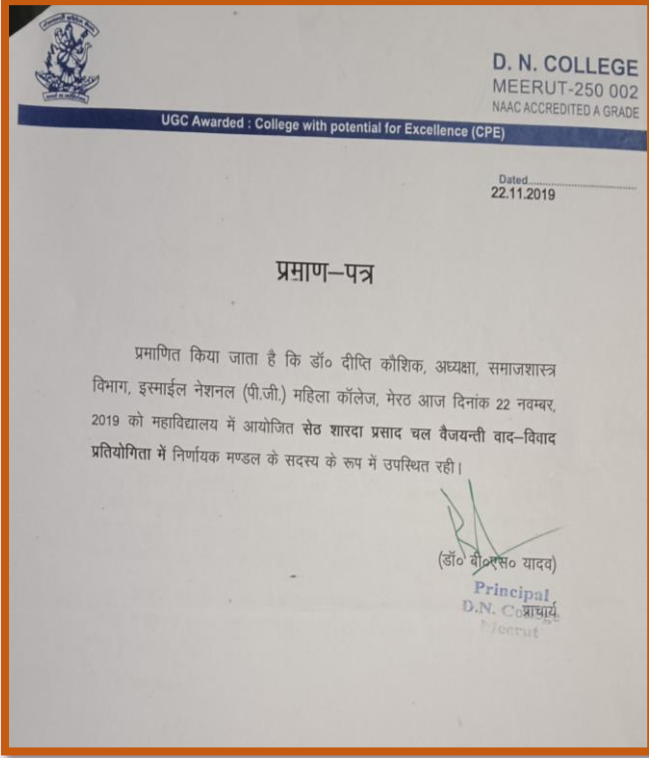 D. N. COLLEGE
MEERUT-250 002
NAAC ACCREDITED A GRADE
UGC Awarded : College with potential for Excellence (CPE)
Dated........................................
22.11.2019
प्रमाण–पत्र
प्रमाणित किया जाता है कि डॉ० दीप्ति कौशिक, अध्यक्षा, समाजशास्त्र
विभाग, इस्माईल नेशनल (पी.जी.) महिला कॉलेज, मेरठ आज दिनांक 22 नवम्बर,
2019 को महाविद्यालय में आयोजित सेठ शारदा प्रसाद चल वैजयन्ती वाद–विवाद
प्रतियोगिता में निर्णायक मण्डल के सदस्य के रूप में उपस्थित रही।
(डॉ० बी०एस० यादव)
Principal
D.N. College
प्राचार्य
Meerut